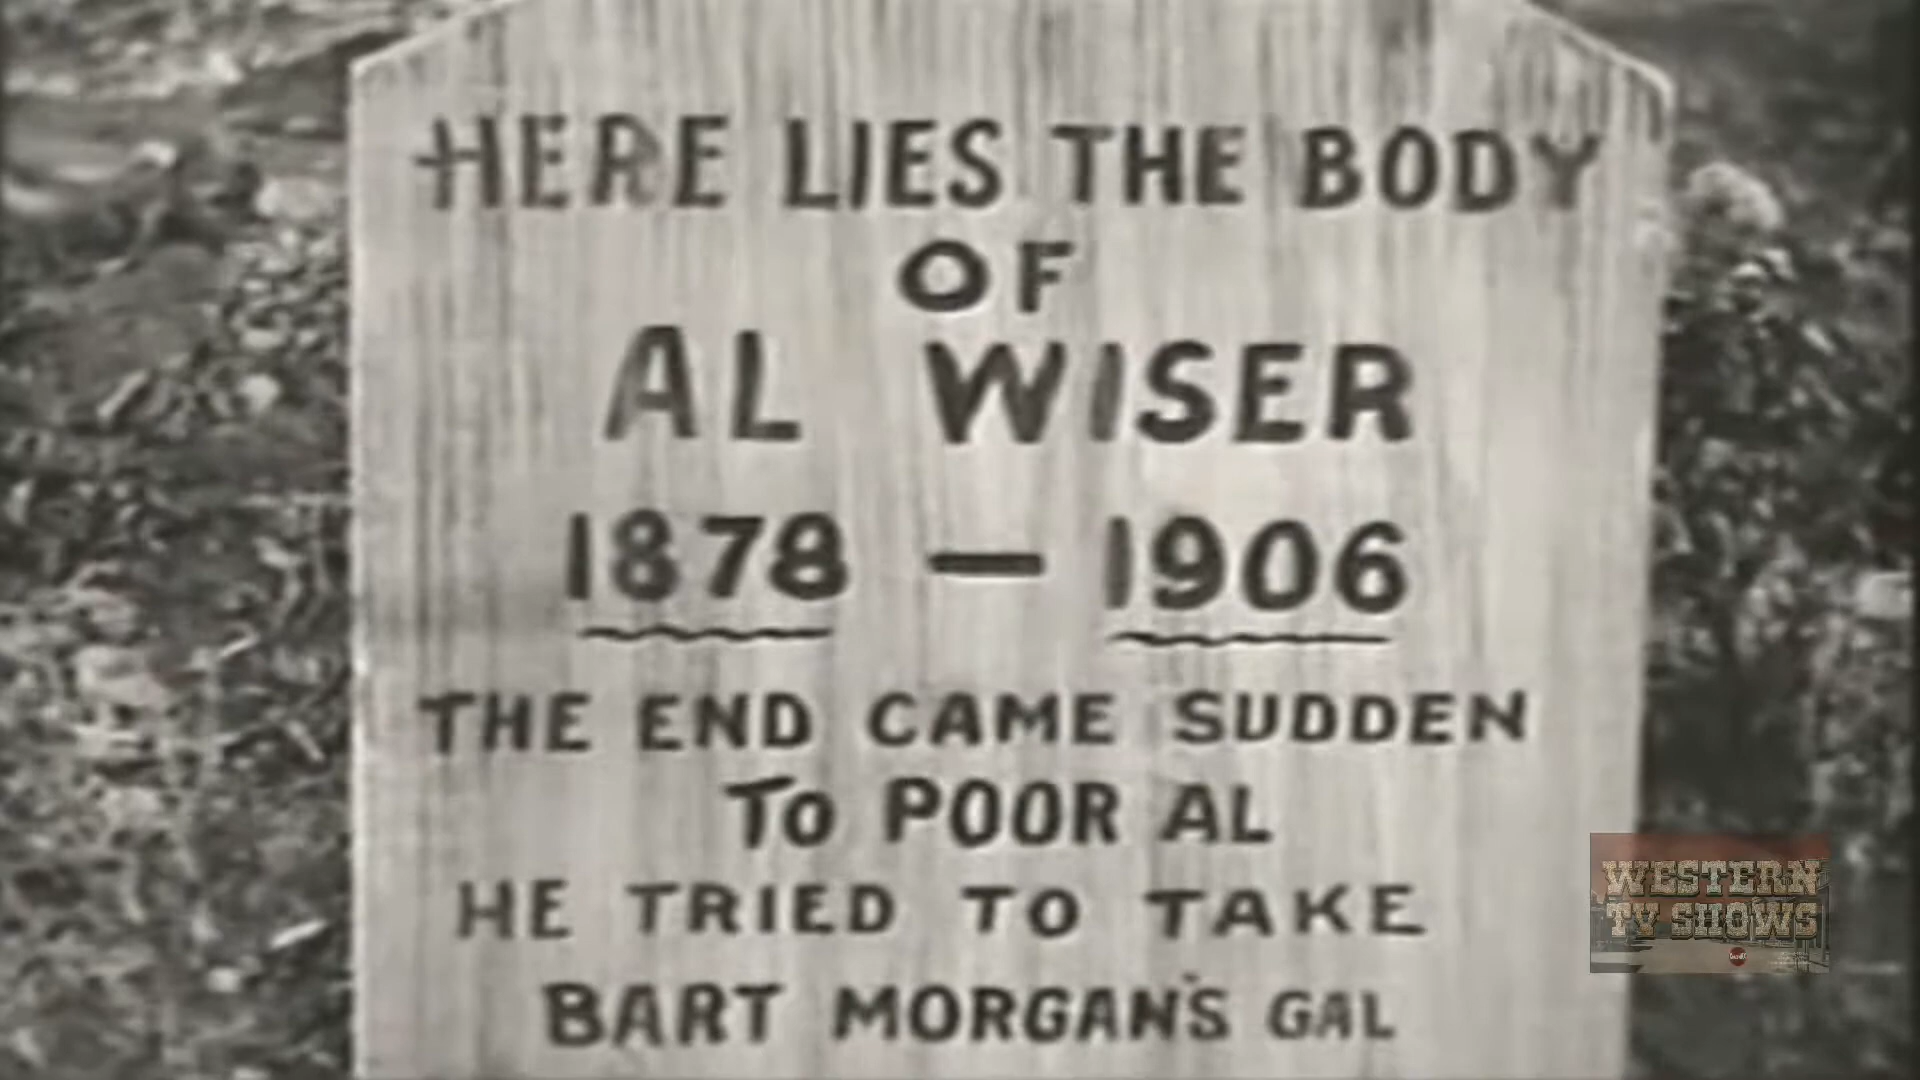 HERE LIES THE BODY
OF
AL WISER
1878 — 1906
THE END CAME SUDDEN
TO POOR AL
HE TRIED TO TAKE
BART MORGAN'S GAL
WESTERN
TV SHOWS